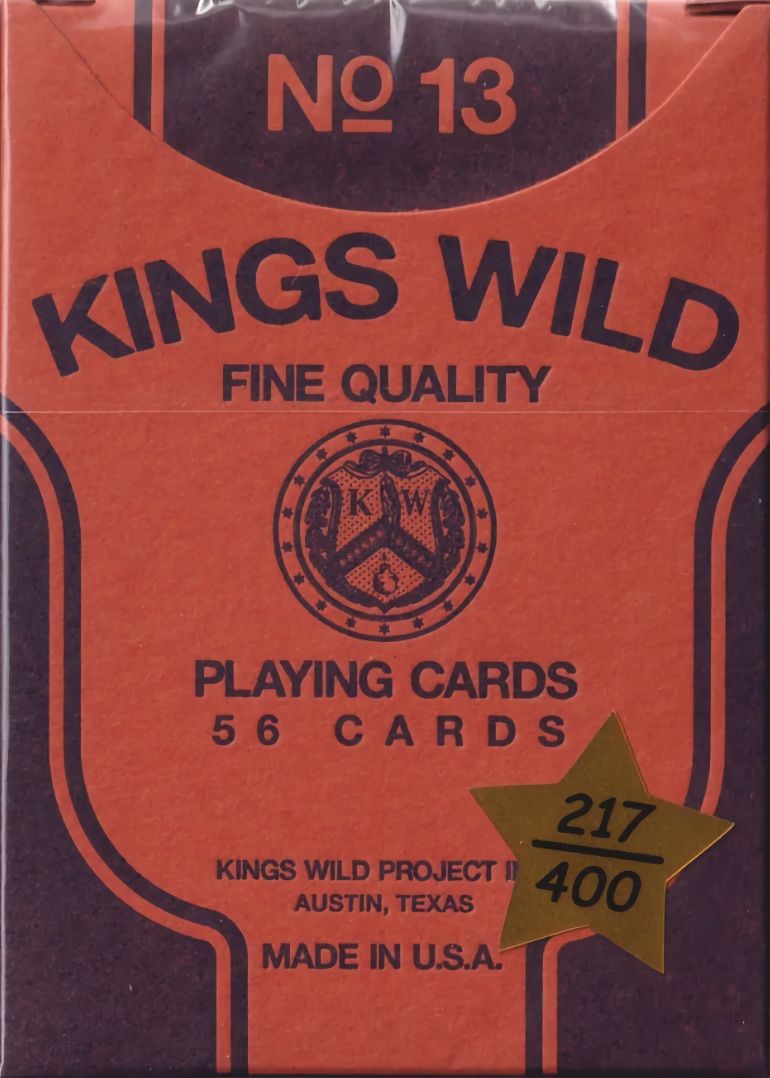 No 13
KINGS WILD
FINE QUALITY
K W
PLAYING CARDS
56 CARDS
217
400
KINGS WILD PROJECT
AUSTIN, TEXAS
MADE IN U.S.A.